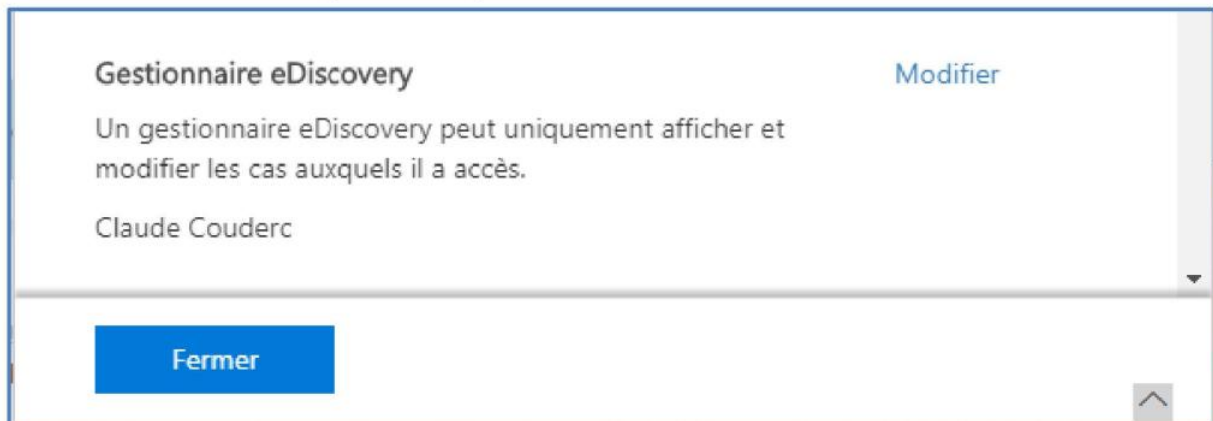 Gestionnaire eDiscovery
Modifier
Un gestionnaire eDiscovery peut uniquement afficher et
modifier les cas auxquels il a accès.
Claude Couderc
Fermer